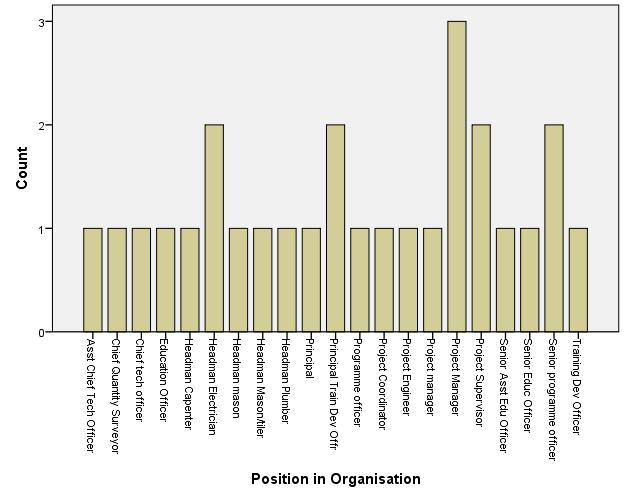 3
2
1
0
Count
Asst Chief Tech Officer
Chief Quantity Surveyor
Chief tech officer
Education Officer
Headman Capenter
Headman Electrician
Headman mason
Headman Mason/tiler
Headman Plumber
Principal
Principal Train Dev Offr
Programme officer
Project Coordinator
Project Engineer
Project manager
Project Manager
Project Supervisor
Senior Asst Edu Officer
Senior Educ Officer
Senior programme officer
Training Dev Officer
Position in Organisation